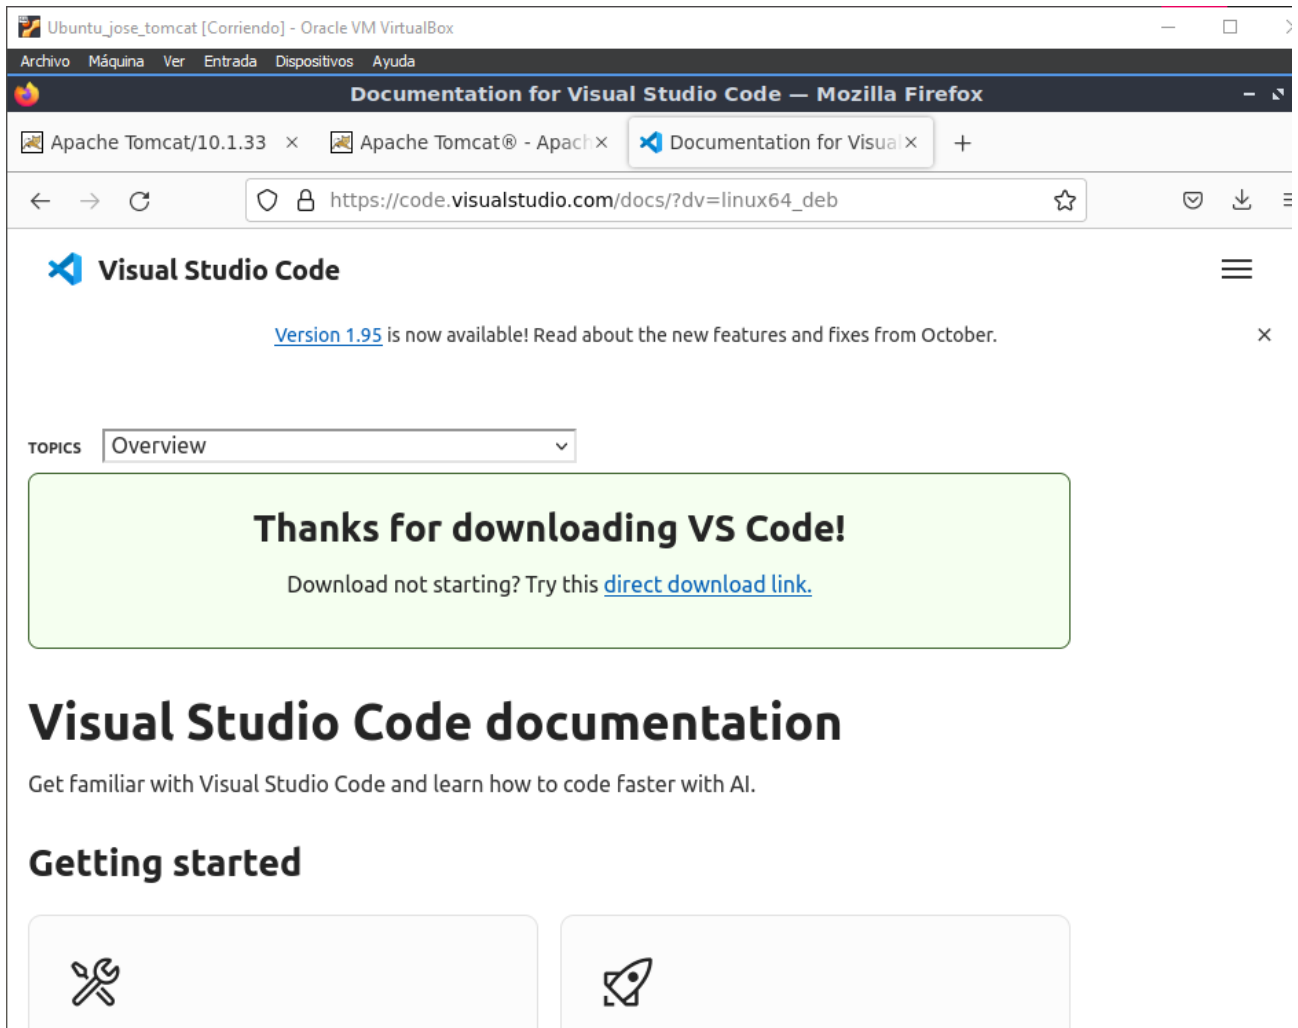 Ubuntu_jose_tomcat [Corriendo] - Oracle VM VirtualBox
Archivo Máquina Ver Entrada Dispositivos Ayuda
Documentation for Visual Studio Code — Mozilla Firefox
Apache Tomcat/10.1.33 Apache Tomcat® - Apach Documentation for Visual
https://code.visualstudio.com/docs/?dv=linux64_deb
Visual Studio Code
Version 1.95 is now available! Read about the new features and fixes from October.
TOPICS Overview
Thanks for downloading VS Code!
Download not starting? Try this direct download link.
Visual Studio Code documentation
Get familiar with Visual Studio Code and learn how to code faster with AI.
Getting started